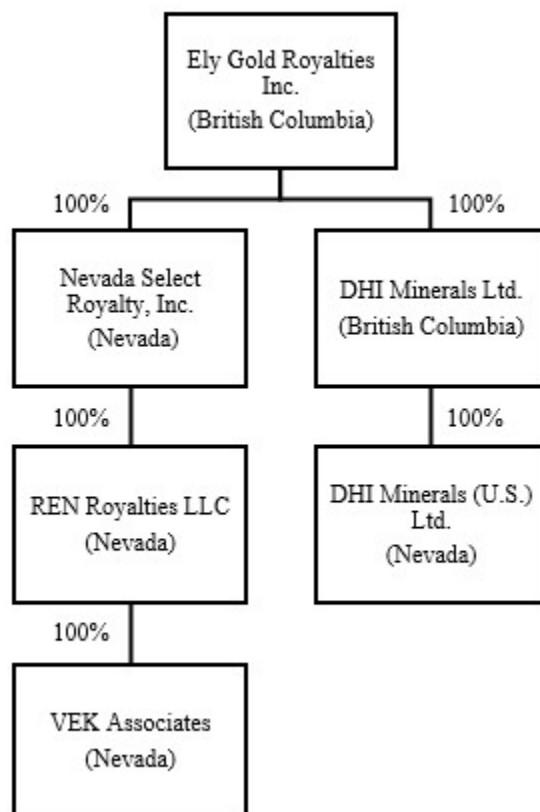 Ely Gold Royalties
Inc.
(British Columbia)
100%
100%
Nevada Select
Royalty, Inc.
(Nevada)
DHI Minerals Ltd.
(British Columbia)
100%
100%
REN Royalties LLC
(Nevada)
DHI Minerals (U.S.)
Ltd.
(Nevada)
100%
VEK Associates
(Nevada)